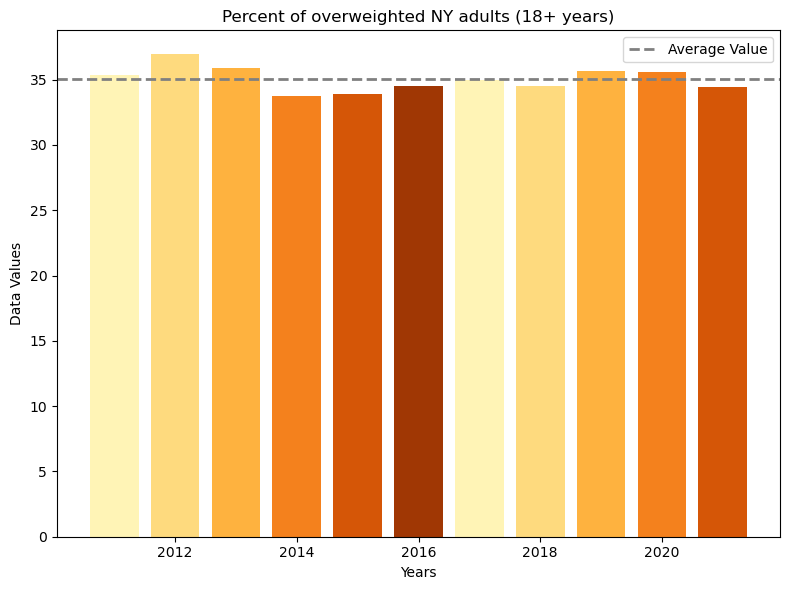 Percent of overweighted NY adults (18+ years)
Average Value
Data Values
35
30
25
20
15
10
5
0
2012 2014 2016 2018 2020
Years